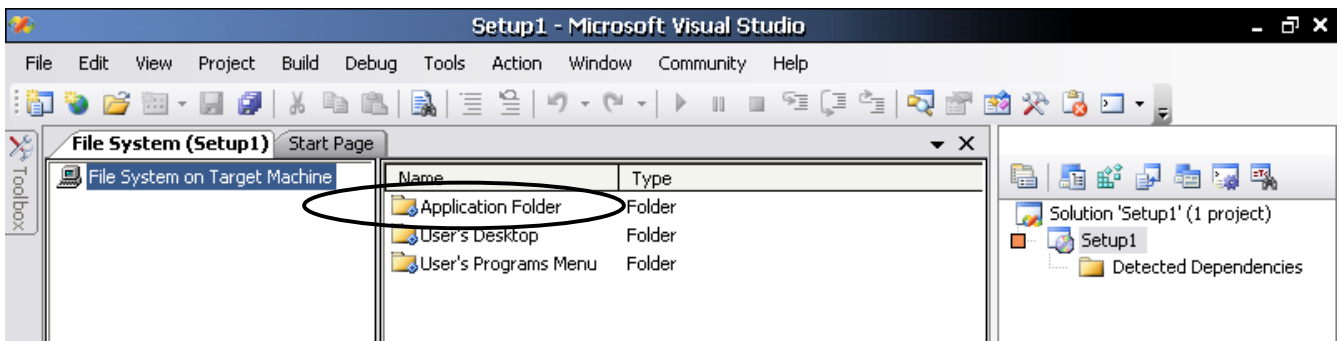 Setup1 - Microsoft Visual Studio
File Edit View Project Build Debug Tools Action Window Community Help
File System (Setup1) Start Page
Toolbox
File System on Target Machine
Name Type
Application Folder Folder
User's Desktop Folder
User's Programs Menu Folder
Solution 'Setup1' (1 project)
Setup1
Detected Dependencies